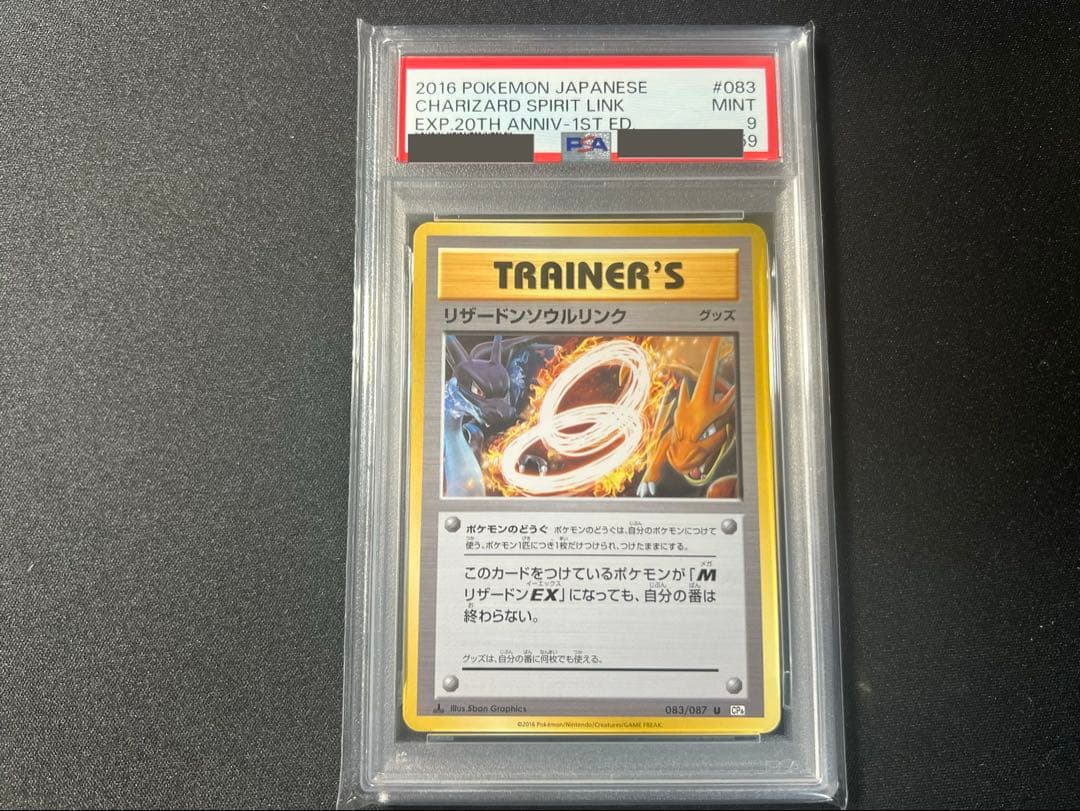 2016 POKEMON JAPANESE #083
CHARIZARD SPIRIT LINK MINT
EXP.20TH ANNIV-1ST ED. 9
PSA 59
TRAINER'S
リザードンソウルリンク グッズ
ポケモンのどうぐ ポケモンのどうぐは、自分のポケモンにつけて
使う。ポケモン1匹につき1枚だけつけられ、つけたままにする。
このカードをつけているポケモンが「M
リザードンEX」になっても、自分の番は
終わらない。
グッズは、自分の番に何枚でも使える。
Illus.5ban Graphics 083/087 U CP6
©2016 Pokémon/Nintendo/Creatures/GAME FREAK.